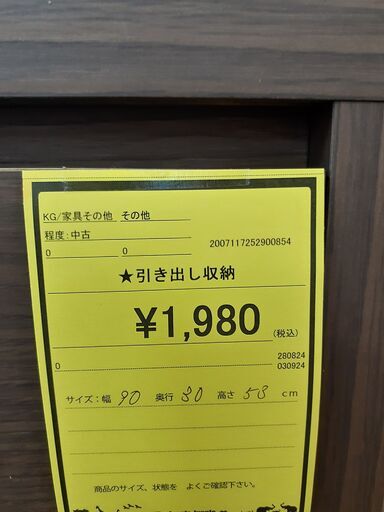 KG/家具その他 その他
程度:中古
0 0 2007117252900854
★引き出し収納
¥1,980 (税込)
0 280824
030924
サイズ:幅 90 奥行 30 高さ 58 cm
商品のサイズ、状態を よくご確認下さい。